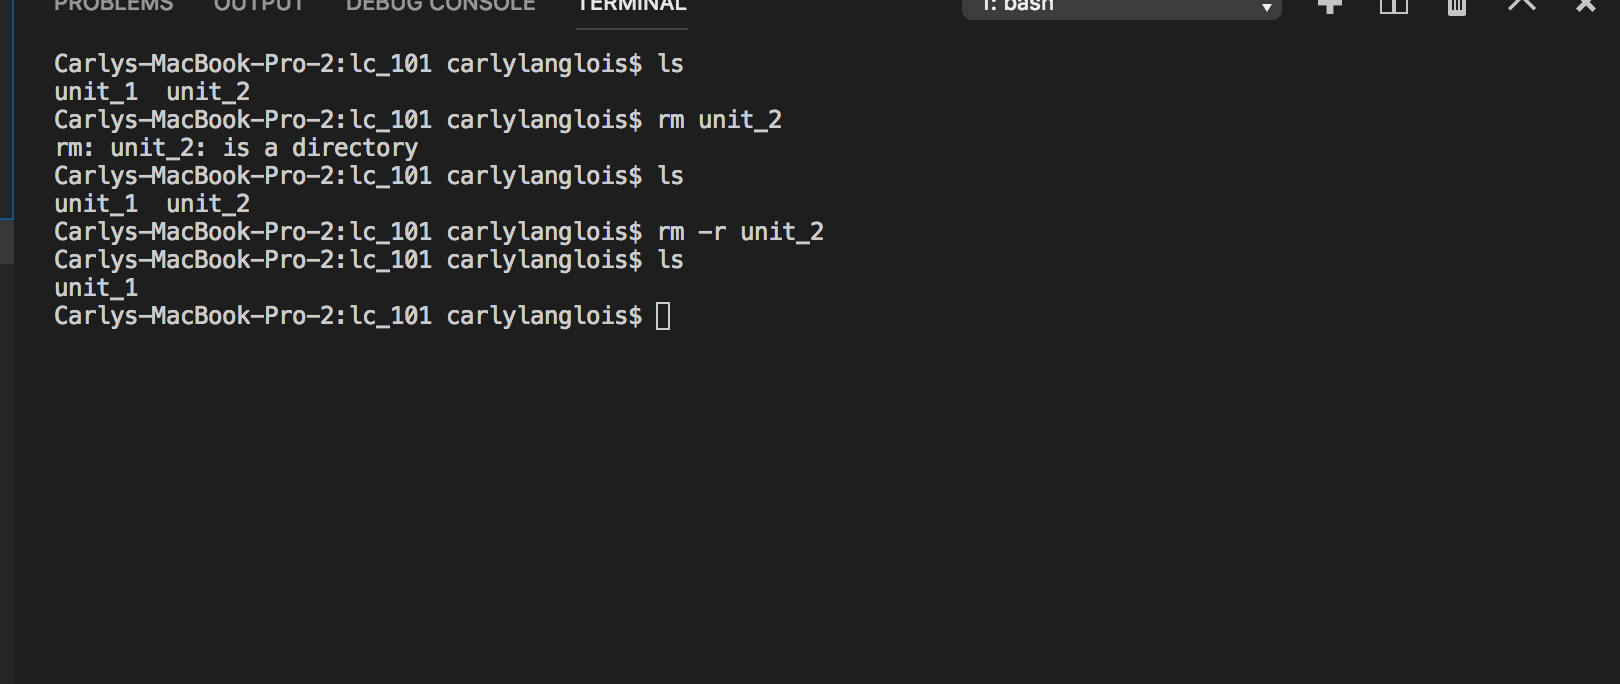 PROBLEMS OUTPUT DEBUG CONSOLE TERMINAL 1: bash
Carlys-MacBook-Pro-2:lc_101 carlylanglois$ ls
unit_1  unit_2
Carlys-MacBook-Pro-2:lc_101 carlylanglois$ rm unit_2
rm: unit_2: is a directory
Carlys-MacBook-Pro-2:lc_101 carlylanglois$ ls
unit_1  unit_2
Carlys-MacBook-Pro-2:lc_101 carlylanglois$ rm -r unit_2
Carlys-MacBook-Pro-2:lc_101 carlylanglois$ ls
unit_1
Carlys-MacBook-Pro-2:lc_101 carlylanglois$